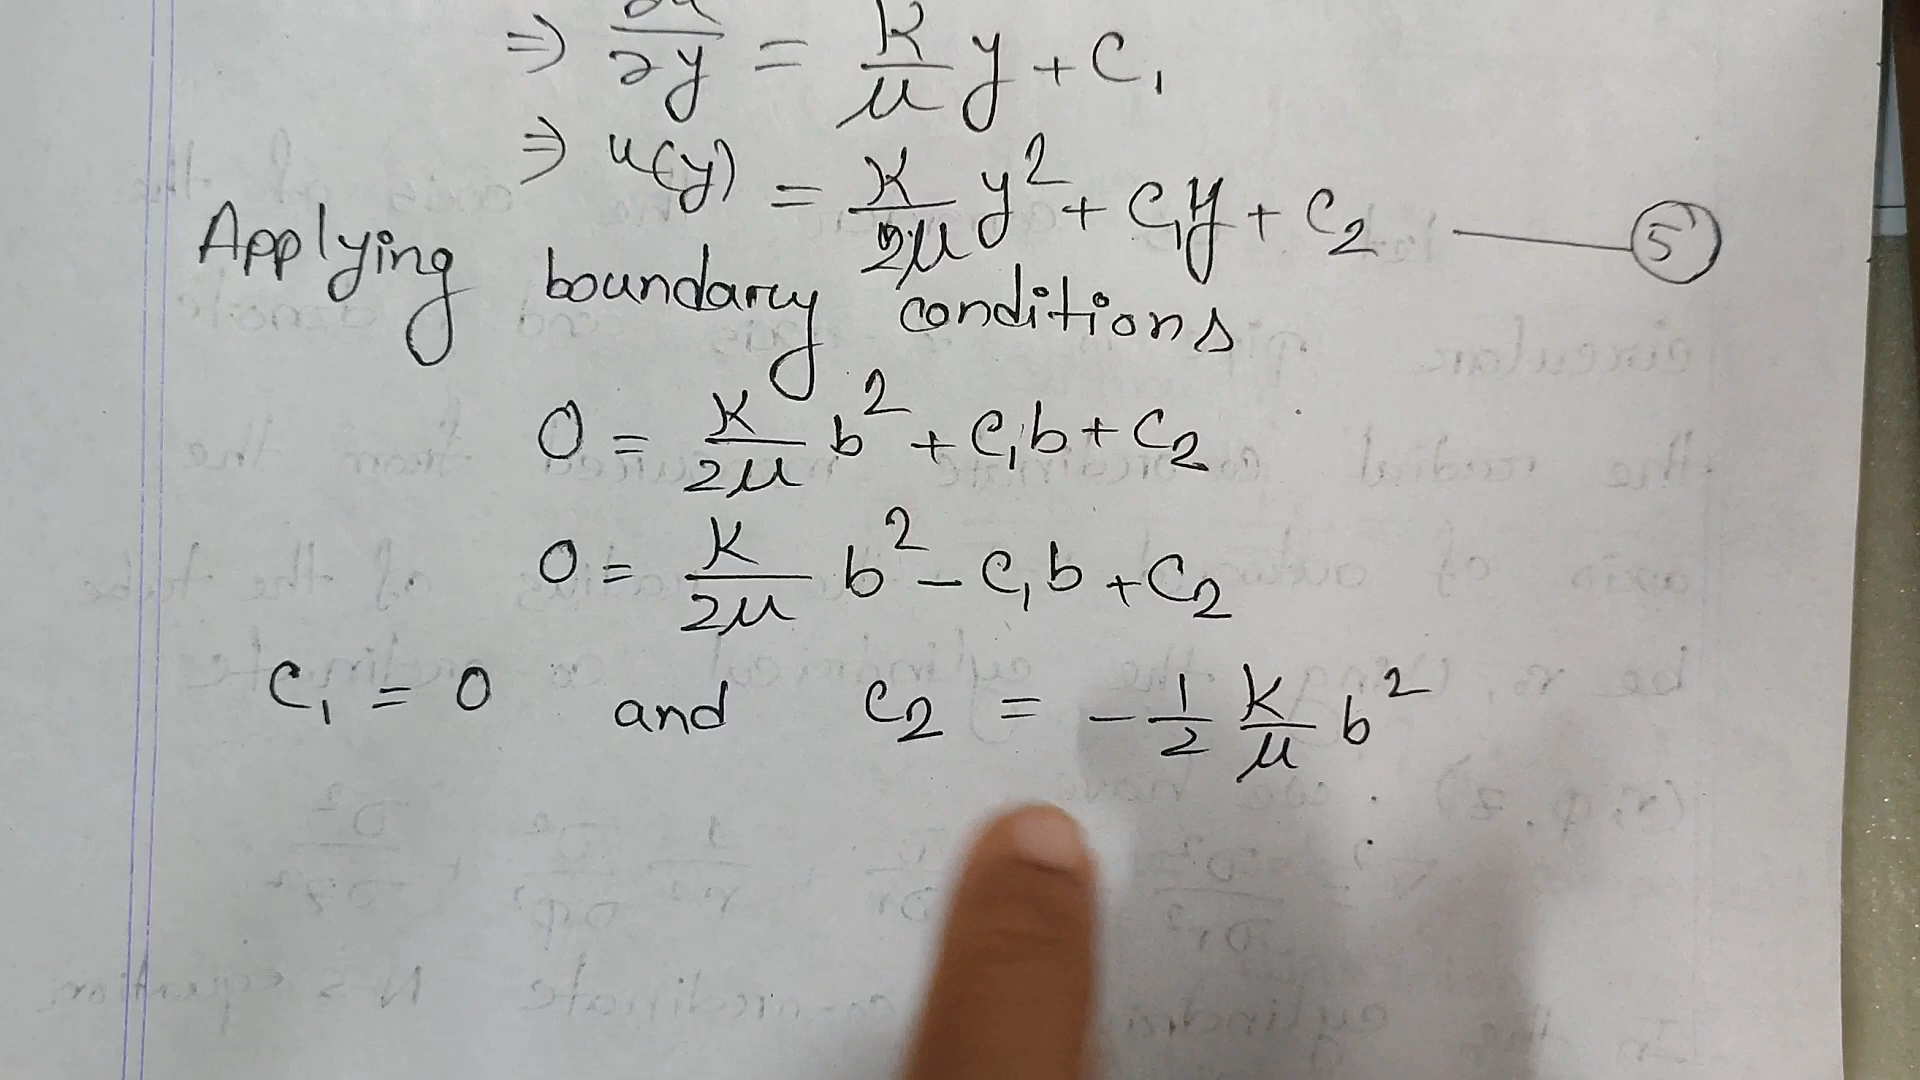 ⇒ ∂u/∂y = K/μ y + C₁
⇒ u(y) = K/2μ y² + C₁y + C₂ —— (5)
Applying boundary conditions
0 = K/2μ b² + C₁b + C₂
0 = K/2μ b² - C₁b + C₂
C₁ = 0 and C₂ = -1/2 K/μ b²